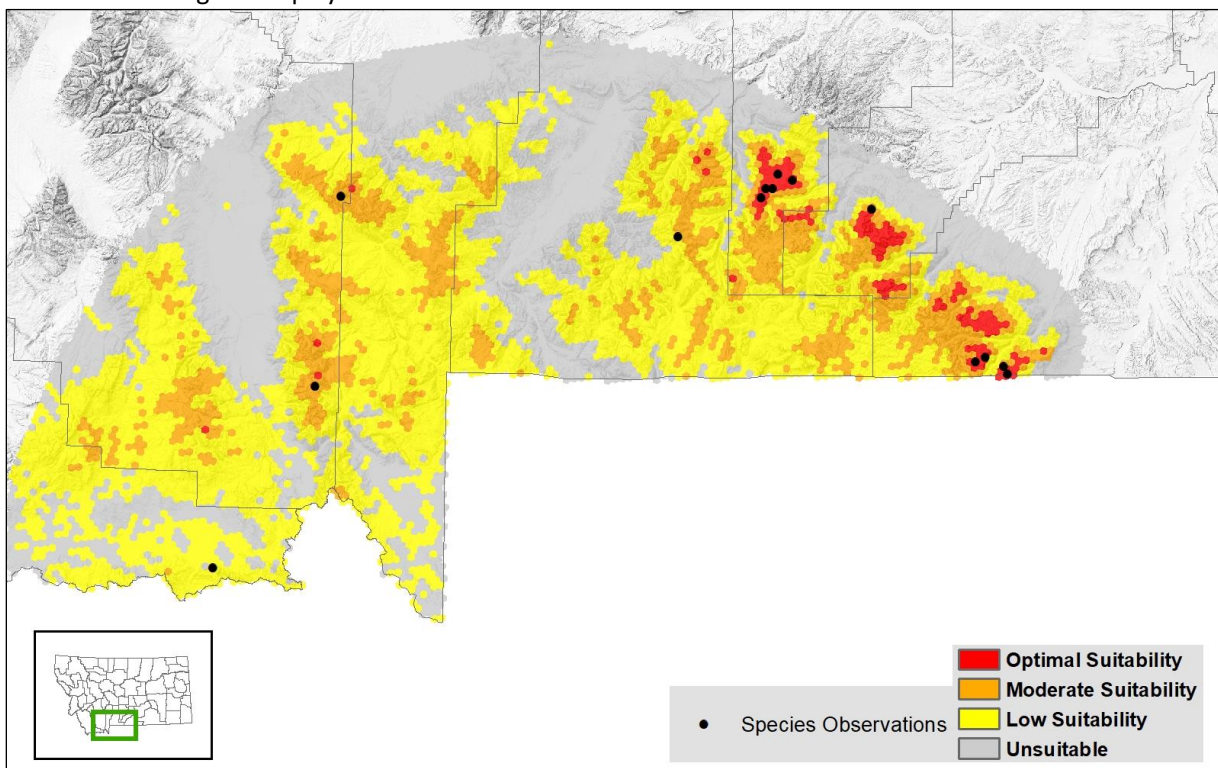 Optimal Suitability
Moderate Suitability
Species Observations
Low Suitability
Unsuitable